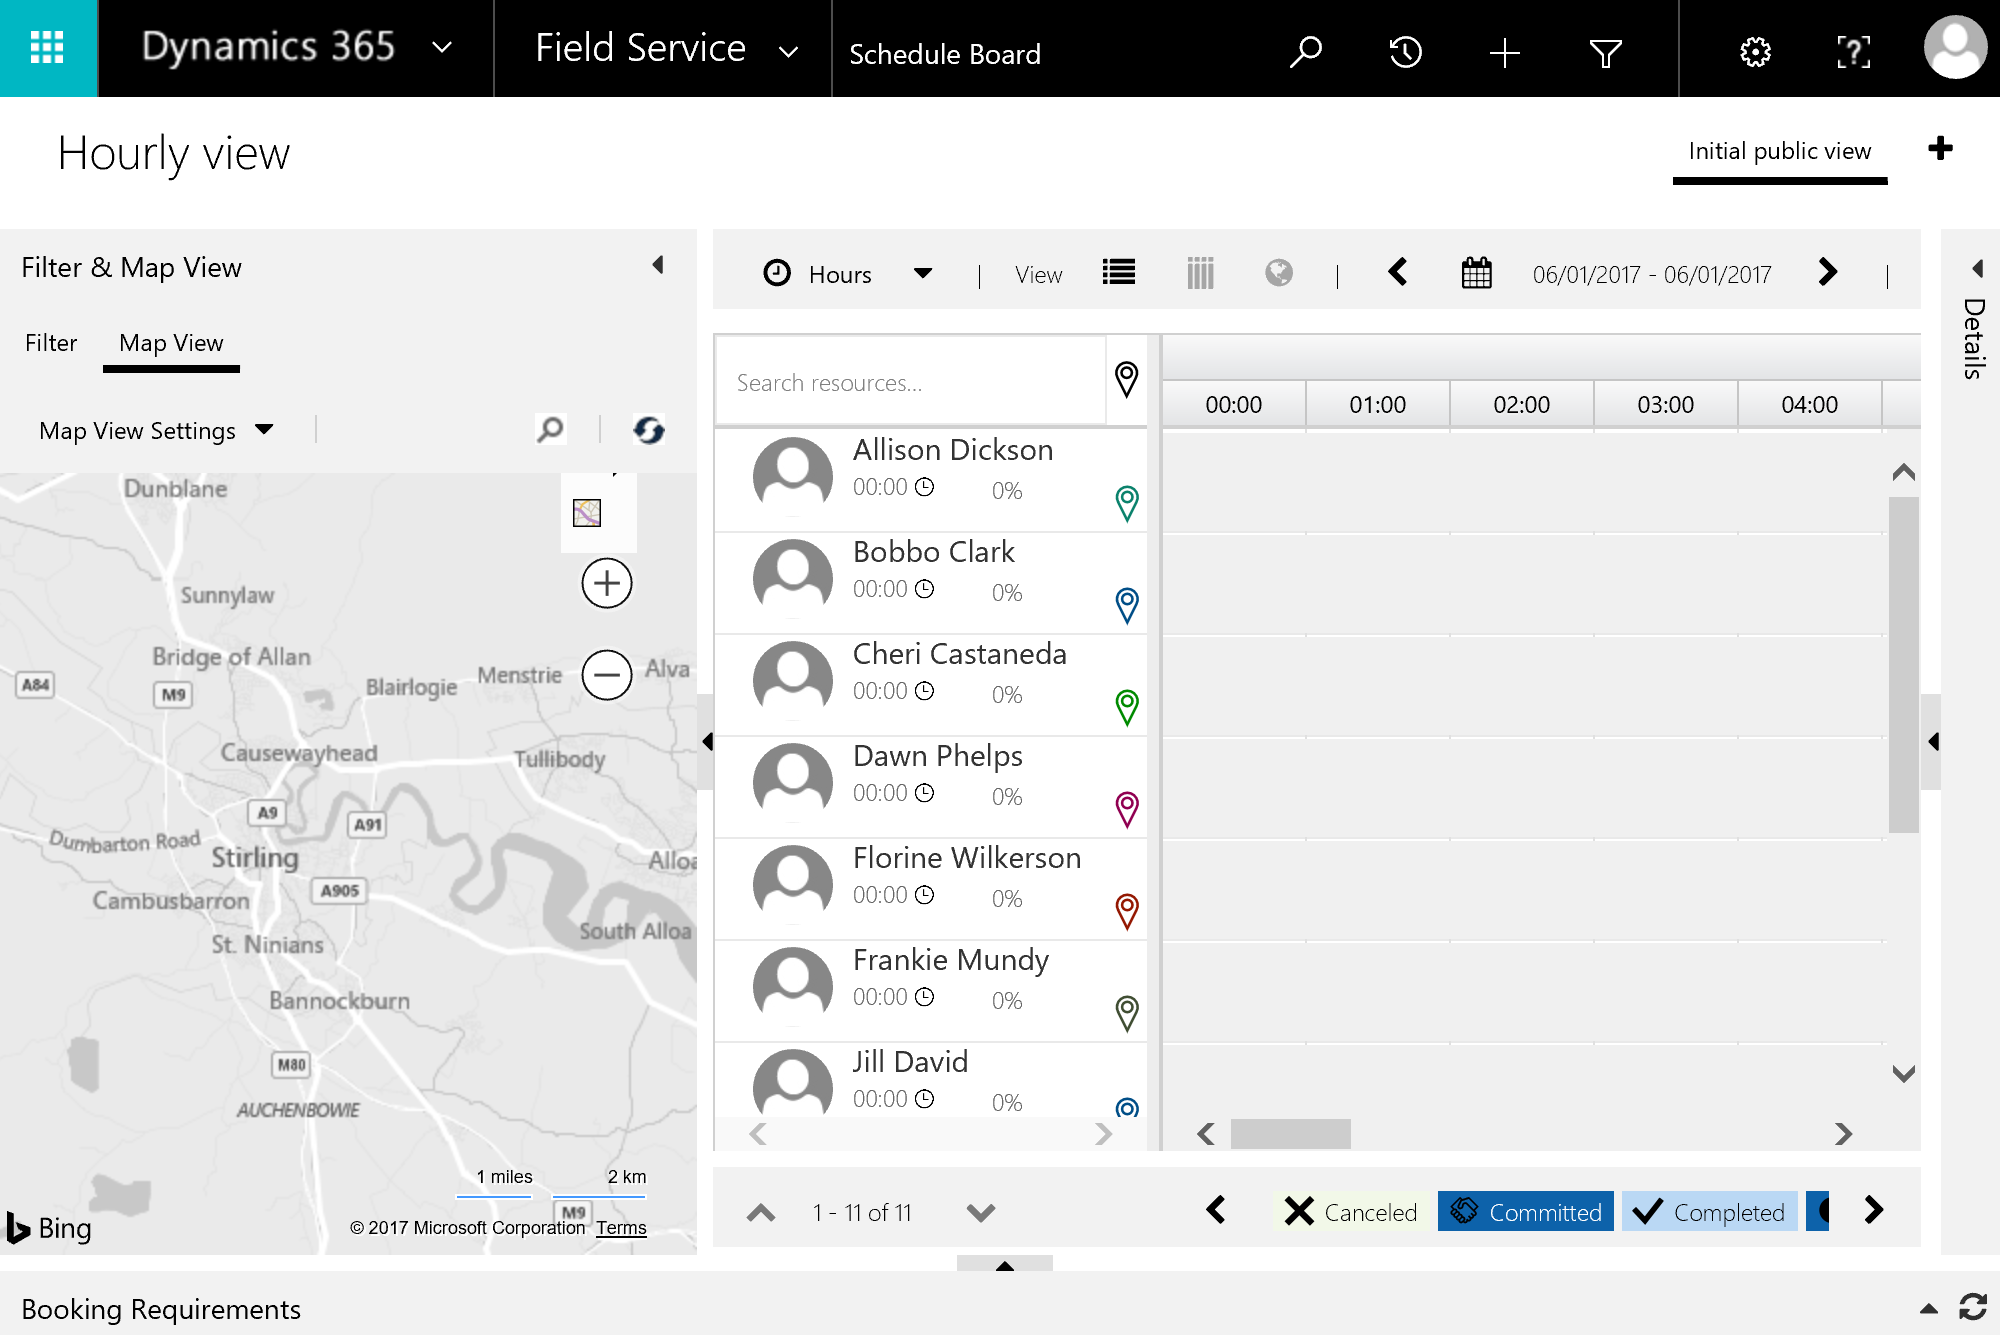 Dynamics 365
Field Service
Schedule Board
Hourly view
Initial public view
Filter & Map View
Filter
Map View
Map View Settings
Dunblane
Sunnylaw
Bridge of Allan
A84
M9
Blairlogie
Menstrie
Alva
Causewayhead
Tullibody
A9
A91
Dumbarton Road
Stirling
Alloa
A905
Cambusbarron
St. Ninians
South Alloa
Bannockburn
M80
AUCHENBOWIE
1 miles
2 km
M9
Bing
© 2017 Microsoft Corporation Terms
Hours
View
06/01/2017 - 06/01/2017
Search resources...
00:00
01:00
02:00
03:00
04:00
Allison Dickson
00:00
0%
Bobbo Clark
00:00
0%
Cheri Castaneda
00:00
0%
Dawn Phelps
00:00
0%
Florine Wilkerson
00:00
0%
Frankie Mundy
00:00
0%
Jill David
00:00
0%
1 - 11 of 11
Canceled
Committed
Completed
Details
Booking Requirements